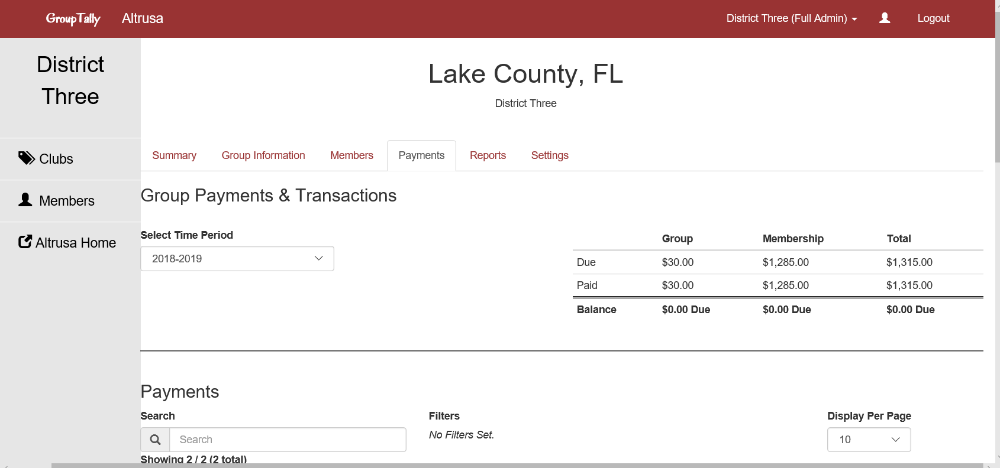 GroupTally Altrusa District Three (Full Admin) Logout
District
Three
Clubs
Members
Altrusa Home
Lake County, FL
District Three
Summary Group Information Members Payments Reports Settings
Group Payments & Transactions
Select Time Period
2018-2019
Group Membership Total
Due $30.00 $1,285.00 $1,315.00
Paid $30.00 $1,285.00 $1,315.00
Balance $0.00 Due $0.00 Due $0.00 Due
Payments
Search Filters Display Per Page
Search No Filters Set. 10
Showing 2 / 2 (2 total)